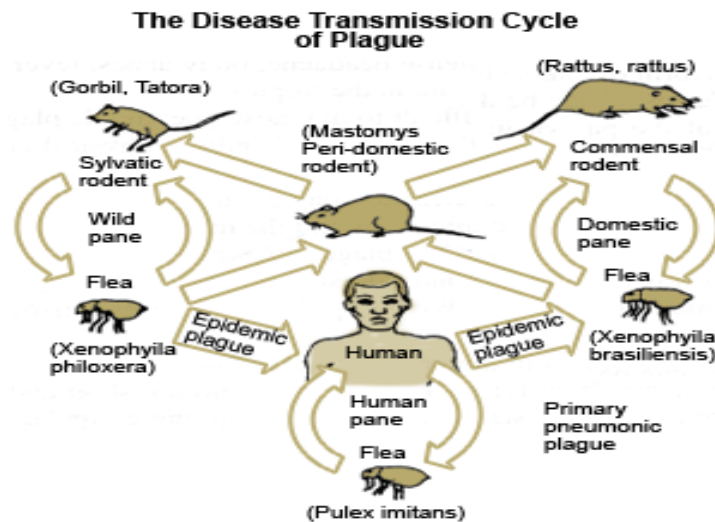 The Disease Transmission Cycle
of Plague
(Rattus, rattus)
(Gorbil, Tatora)
(Mastomys
Peri-domestic
rodent)
Sylvatic
rodent
Commensal
rodent
Wild
pane
Domestic
pane
Flea
Flea
(Xenophyila
philoxera)
Epidemic
plague
Human
Epidemic
plague
(Xenophyila
brasiliensis)
Human
pane
Primary
pneumonic
plague
Flea
(Pulex imitans)